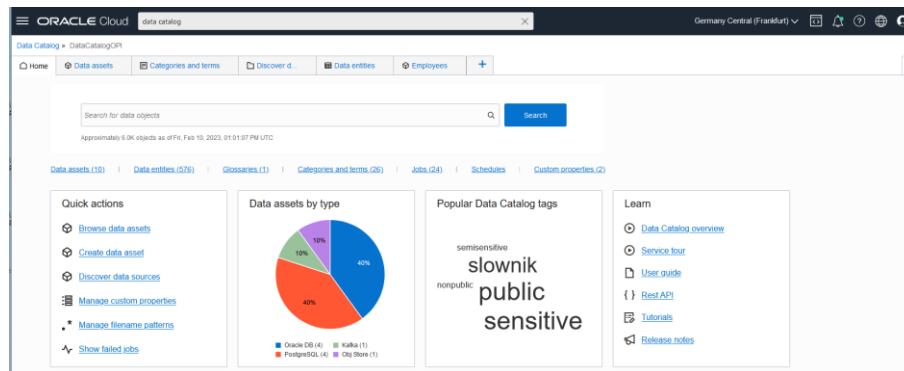 ORACLE Cloud
data catalog
Germany Central (Frankfurt)
Data Catalog » DataCatalogOPI
Home
Data assets
Categories and terms
Discover d...
Data entities
Employees
Search for data objects
Search
Approximately 6.0K objects as of Fri, Feb 10, 2023, 01:01:07 PM UTC
Data assets (10) | Data entities (576) | Glossaries (1) | Categories and terms (26) | Jobs (24) | Schedules | Custom properties (2)
Quick actions
Browse data assets
Create data asset
Discover data sources
Manage custom properties
Manage filename patterns
Show failed jobs
Data assets by type
10%
10%
40%
40%
Oracle DB (4)
Kafka (1)
PostgreSQL (4)
Obj Store (1)
Popular Data Catalog tags
semisensitive
slownik
nonpublic
public
sensitive
Learn
Data Catalog overview
Service tour
User guide
{ } Rest API
Tutorials
Release notes